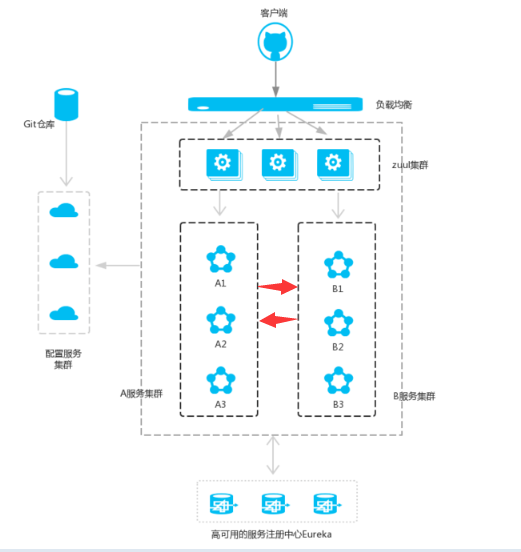 客户端
负载均衡
Git仓库
zuul集群
A1
B1
A2
B2
配置服务
集群
A服务集群
A3
B3
B服务集群
高可用的服务注册中心Eureka